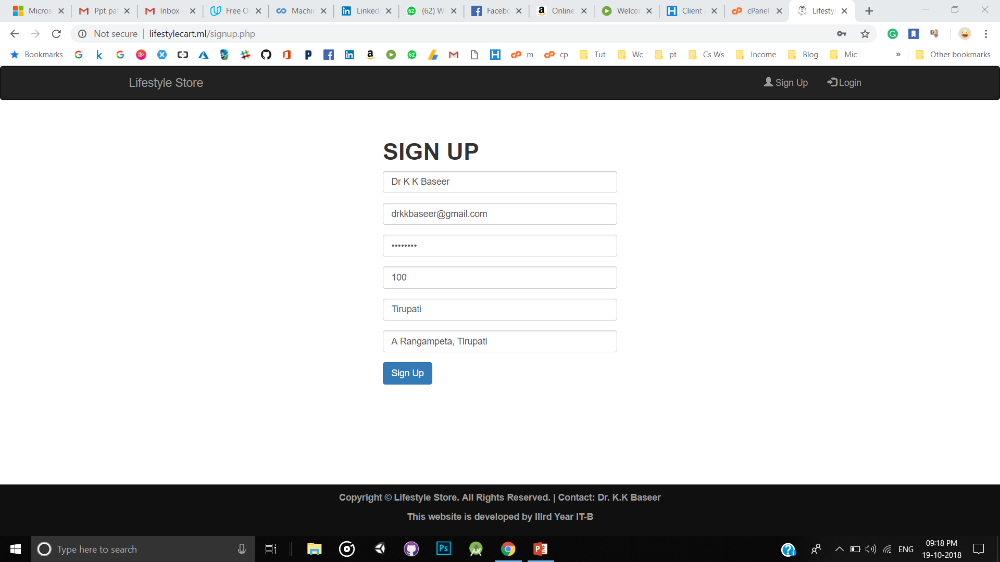 Micros
Ppt pat
Inbox -
Free O
Machin
Linked
(62) W
Facebo
Online
Welcor
Client A
cPanel
Lifestyl
Not secure
lifestylecart.ml/signup.php
Bookmarks
m
cp
Tut
Wc
pt
Cs Ws
Income
Blog
Mic
»
Other bookmarks
Lifestyle Store
Sign Up
Login
SIGN UP
Dr K K Baseer
drkkbaseer@gmail.com
••••••••
100
Tirupati
A Rangampeta, Tirupati
Sign Up
Copyright © Lifestyle Store. All Rights Reserved. | Contact: Dr. K.K Baseer
This website is developed by IIIrd Year IT-B
Type here to search
Ps
ENG
09:18 PM
19-10-2018